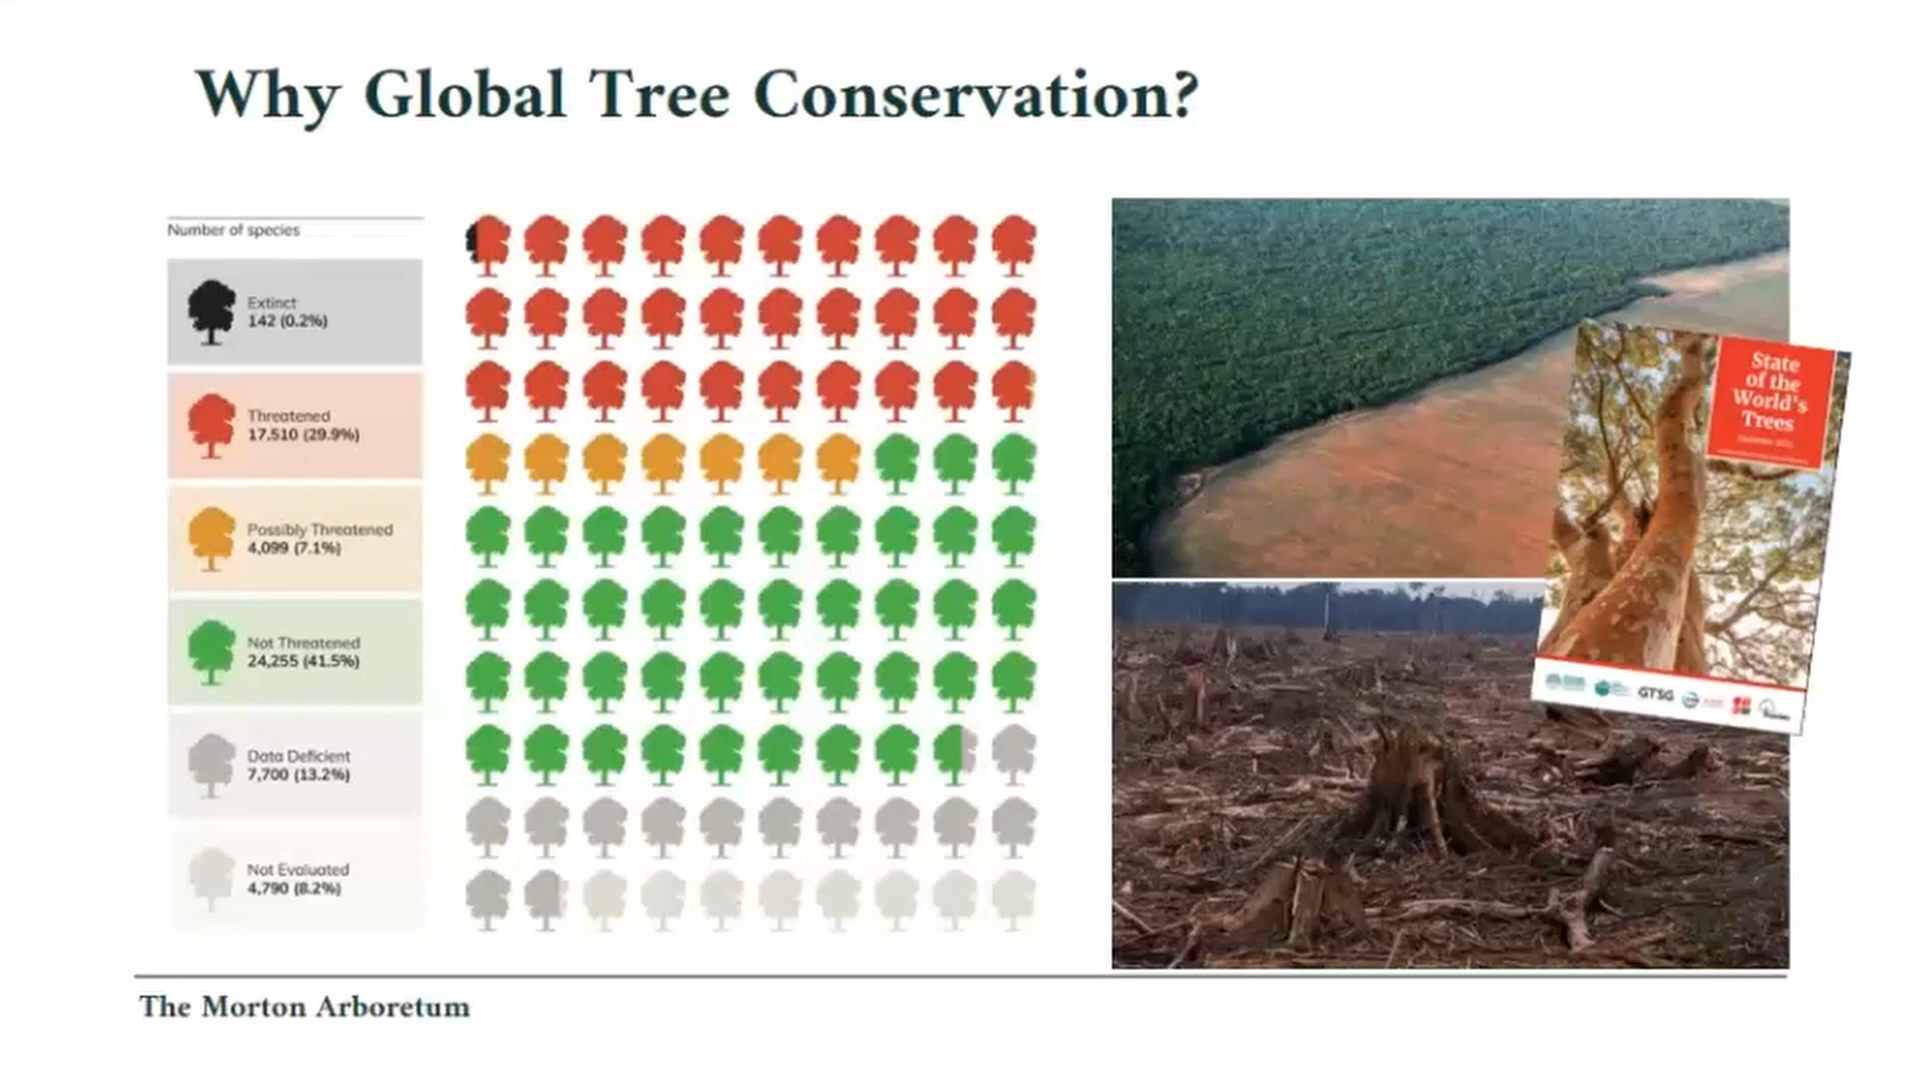 Why Global Tree Conservation?
Number of species
Extinct
142 (0.2%)
Threatened
17,510 (29.9%)
Possibly Threatened
4,099 (7.1%)
Not Threatened
24,255 (41.5%)
Data Deficient
7,700 (13.2%)
Not Evaluated
4,790 (8.2%)
State
of the
World's
Trees
GTSG
The Morton Arboretum